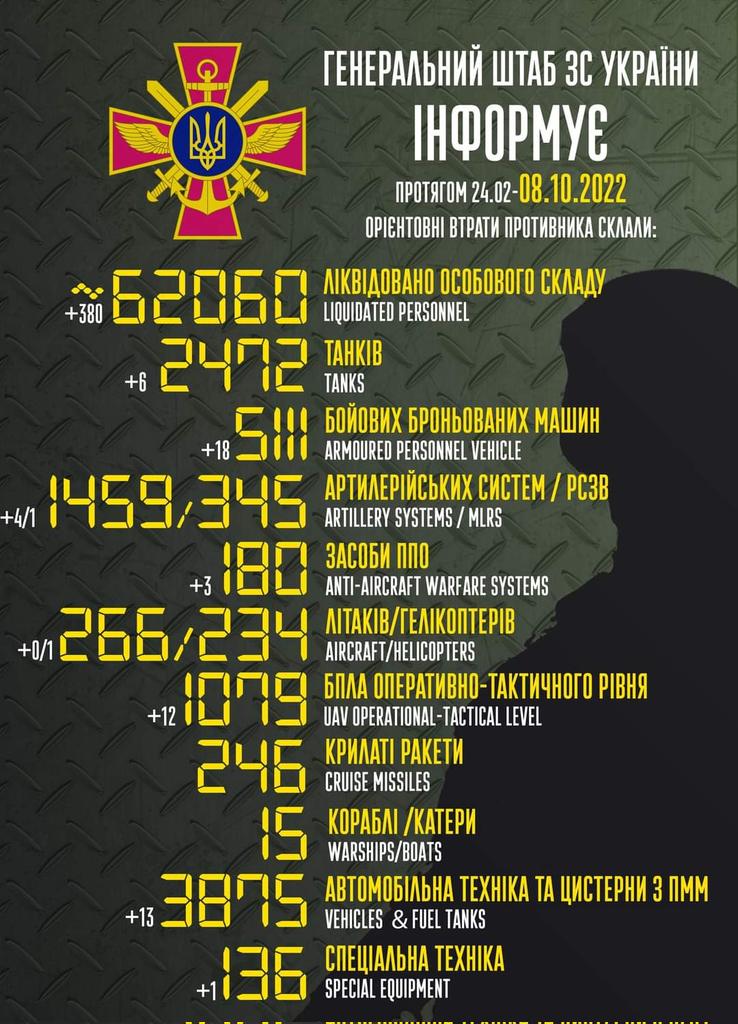 ГЕНЕРАЛЬНИЙ ШТАБ ЗС УКРАЇНИ
ІНФОРМУЄ
ПРОТЯГОМ 24.02-08.10.2022
ОРІЄНТОВНІ ВТРАТИ ПРОТИВНИКА СКЛАЛИ:
+380 ~62060 ЛІКВІДОВАНО ОСОБОВОГО СКЛАДУ
LIQUIDATED PERSONNEL
+6 2472 ТАНКІВ
TANKS
+18 5111 БОЙОВИХ БРОНЬОВАНИХ МАШИН
ARMOURED PERSONNEL VEHICLE
+4/1 1459/345 АРТИЛЕРІЙСЬКИХ СИСТЕМ / РСЗВ
ARTILLERY SYSTEMS / MLRS
+3 180 ЗАСОБИ ППО
ANTI-AIRCRAFT WARFARE SYSTEMS
+0/1 266/234 ЛІТАКІВ/ГЕЛІКОПТЕРІВ
AIRCRAFT/HELICOPTERS
+12 1079 БПЛА ОПЕРАТИВНО-ТАКТИЧНОГО РІВНЯ
UAV OPERATIONAL-TACTICAL LEVEL
246 КРИЛАТІ РАКЕТИ
CRUISE MISSILES
15 КОРАБЛІ /КАТЕРИ
WARSHIPS/BOATS
+13 3875 АВТОМОБІЛЬНА ТЕХНІКА ТА ЦИСТЕРНИ З ПММ
VEHICLES & FUEL TANKS
+1 136 СПЕЦІАЛЬНА ТЕХНІКА
SPECIAL EQUIPMENT